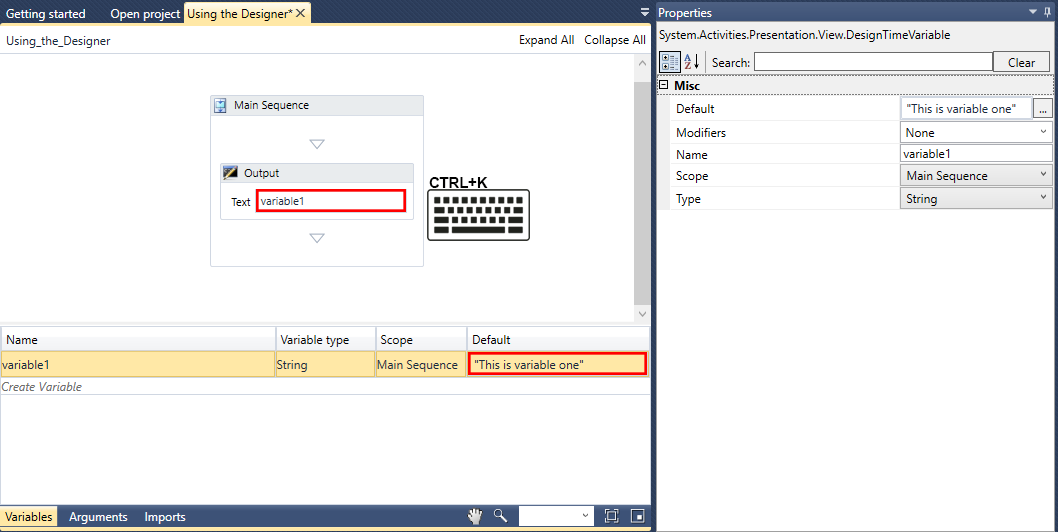 Getting started Open project Using the Designer*
Using_the_Designer Expand All Collapse All
Main Sequence
Output
Text variable1
CTRL+K
Name Variable type Scope Default
variable1 String Main Sequence "This is variable one"
Create Variable
Variables Arguments Imports
Properties
System.Activities.Presentation.View.DesignTimeVariable
Search: Clear
Misc
Default "This is variable one" ...
Modifiers None
Name variable1
Scope Main Sequence
Type String